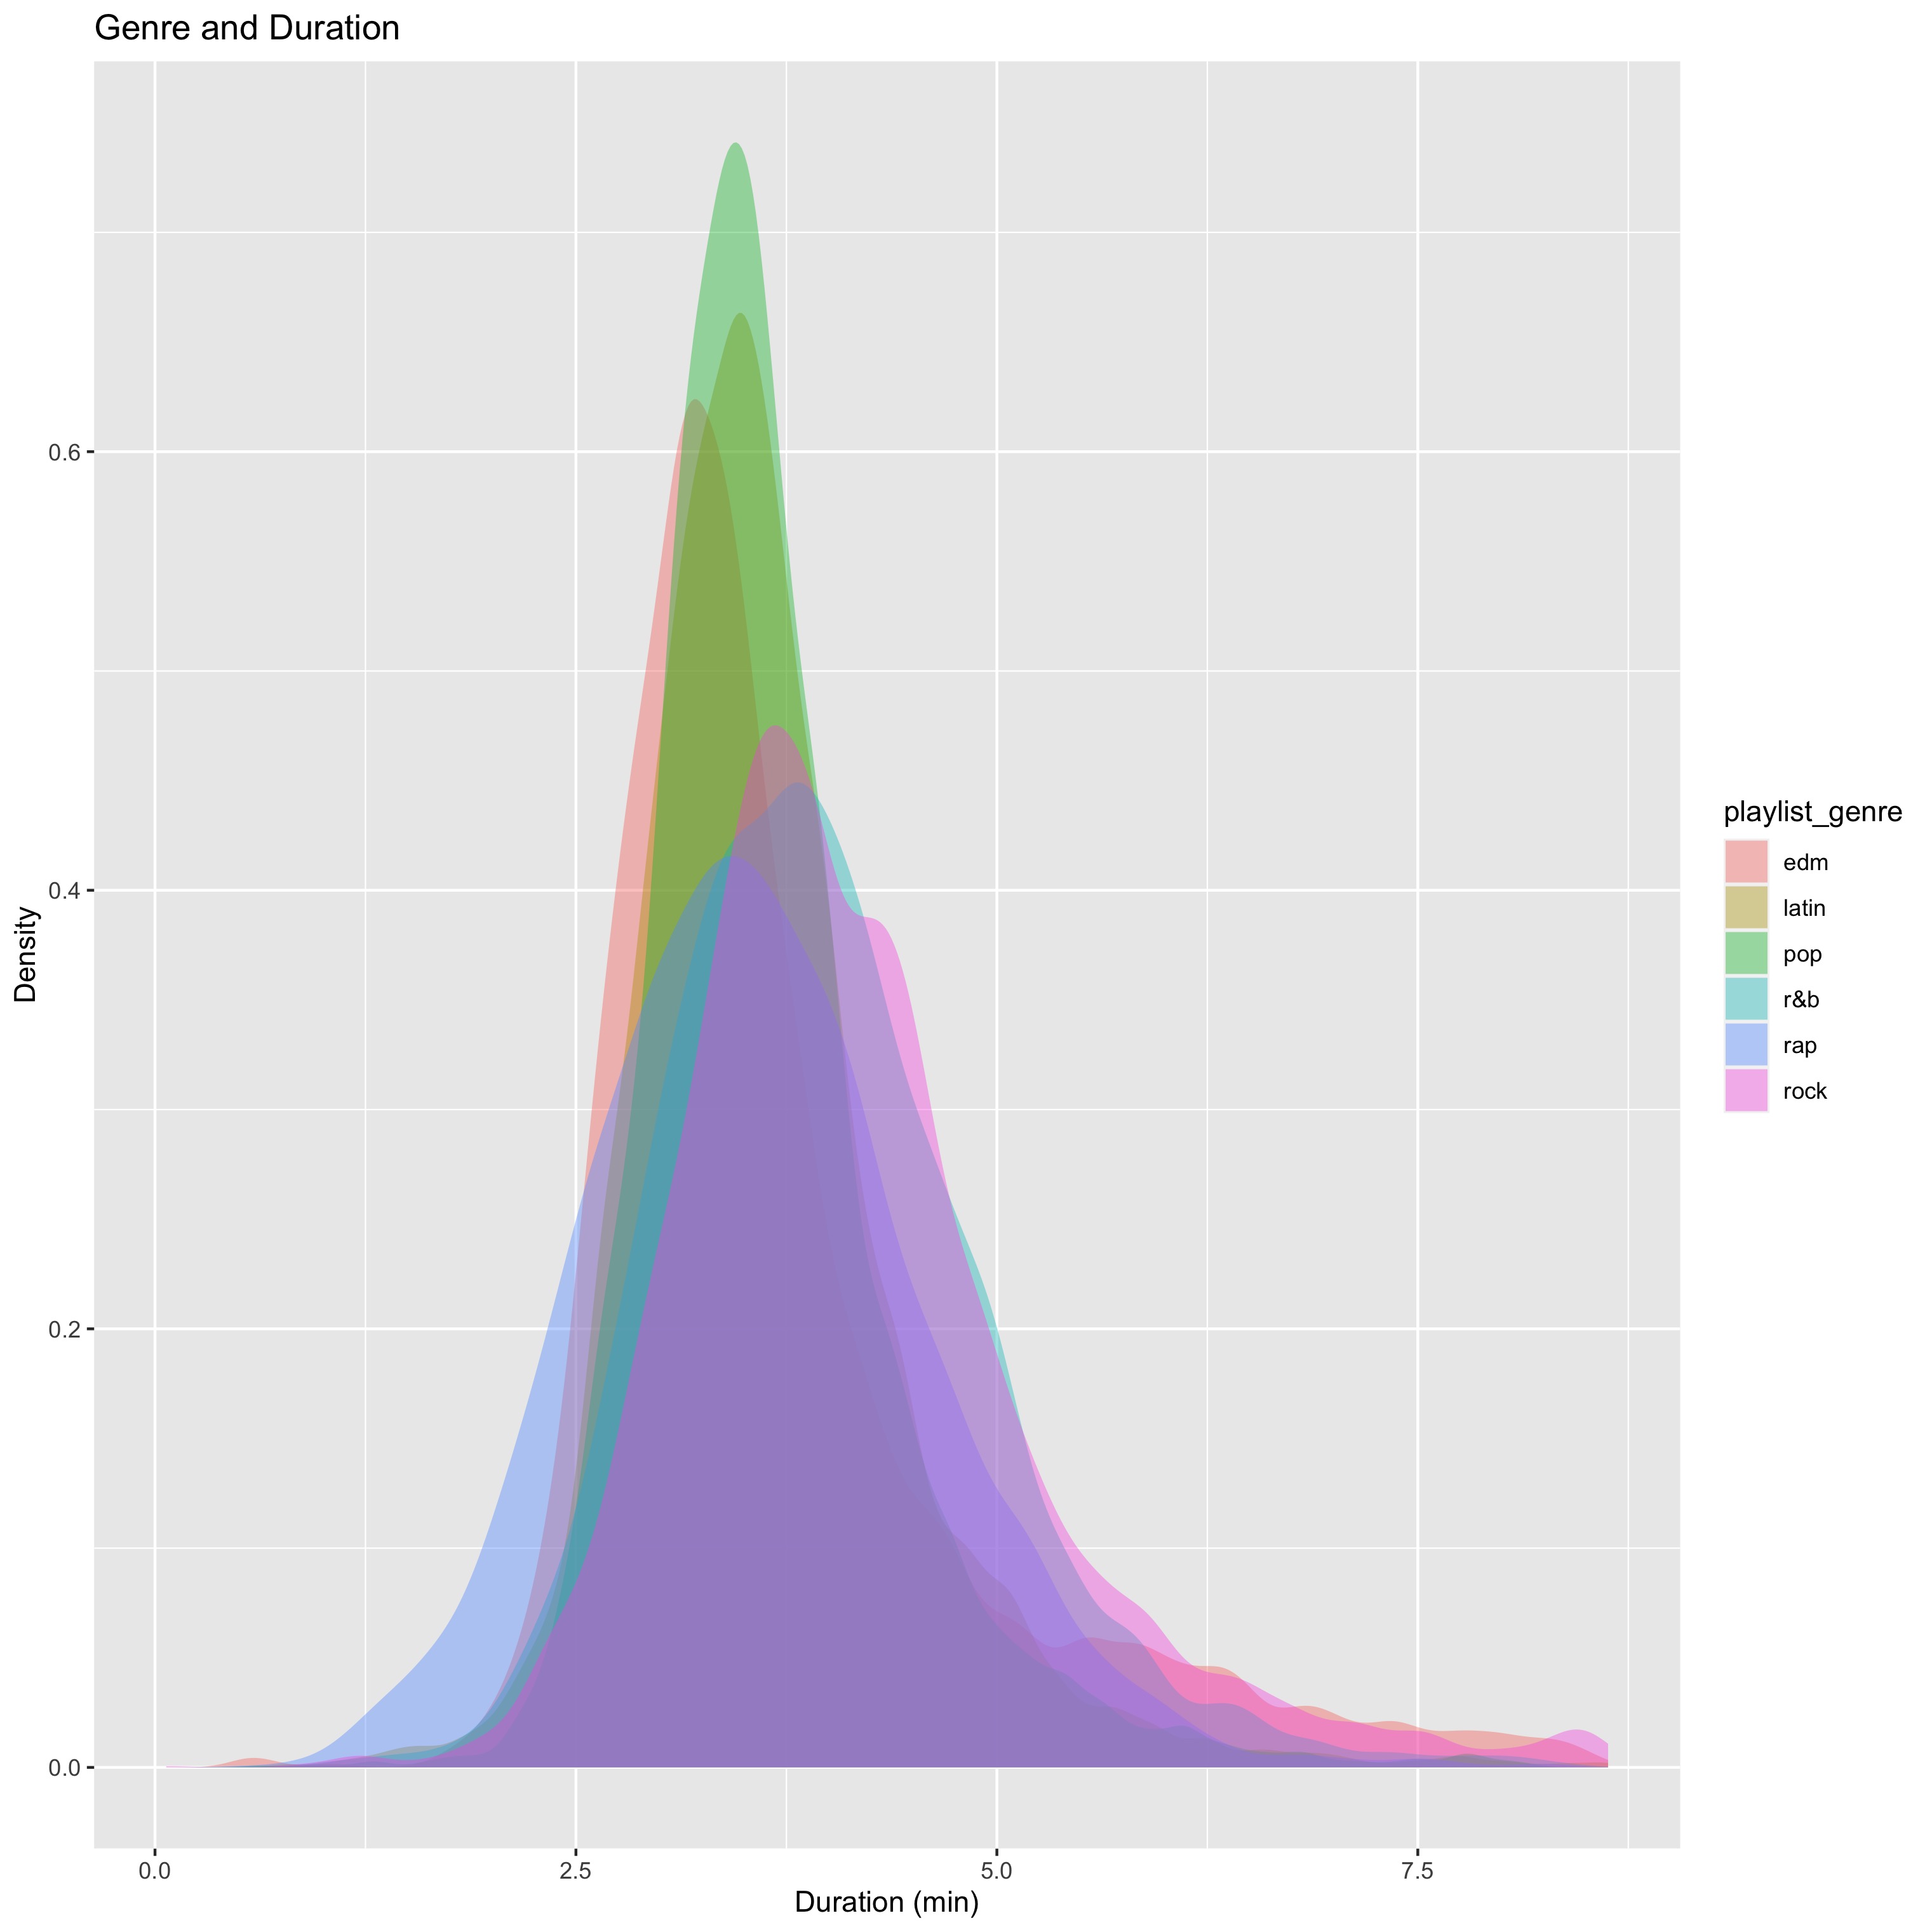 Genre and Duration
Density
0.6
0.4
0.2
0.0
0.0
2.5
5.0
7.5
Duration (min)
playlist_genre
edm
latin
pop
r&b
rap
rock